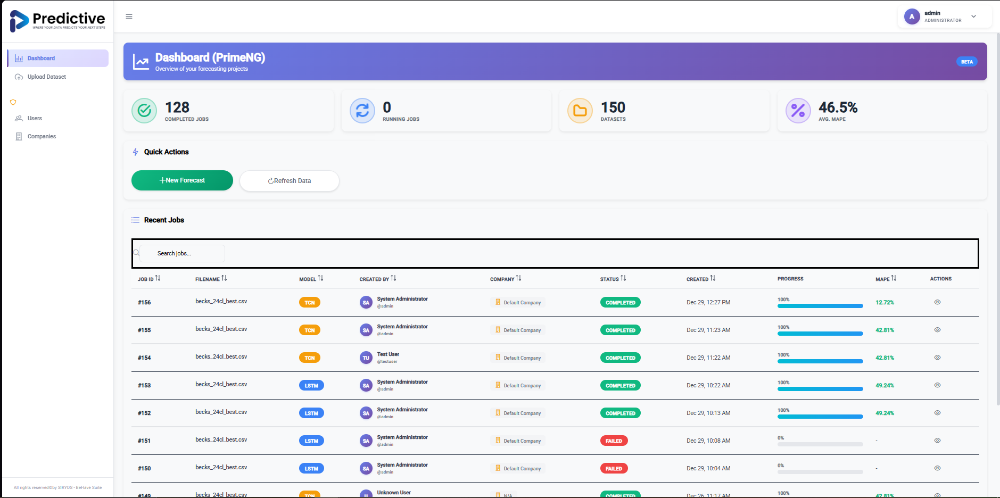 Predictive
WHERE YOUR DATA PREDICTS YOUR NEXT STEPS
A
admin
ADMINISTRATOR
Dashboard
Upload Dataset
Users
Companies
All rights reserved©by SIRYOS - BeHave Suite
Dashboard (PrimeNG)
Overview of your forecasting projects
BETA
128
COMPLETED JOBS
0
RUNNING JOBS
150
DATASETS
46.5%
AVG. MAPE
Quick Actions
New Forecast
Refresh Data
Recent Jobs
Search jobs...
JOB ID FILENAME MODEL CREATED BY COMPANY STATUS CREATED PROGRESS MAPE ACTIONS
#156 becks_24cl_best.csv TCN SA System Administrator @admin Default Company COMPLETED Dec 29, 12:27 PM 100% 12.72%
#155 becks_24cl_best.csv TCN SA System Administrator @admin Default Company COMPLETED Dec 29, 11:23 AM 100% 42.81%
#154 becks_24cl_best.csv TCN TU Test User @testuser Default Company COMPLETED Dec 29, 11:22 AM 100% 42.81%
#153 becks_24cl_best.csv LSTM SA System Administrator @admin Default Company COMPLETED Dec 29, 10:22 AM 100% 49.24%
#152 becks_24cl_best.csv LSTM SA System Administrator @admin Default Company COMPLETED Dec 29, 10:13 AM 100% 49.24%
#151 becks_24cl_best.csv LSTM SA System Administrator @admin Default Company FAILED Dec 29, 10:08 AM 0% -
#150 becks_24cl_best.csv LSTM SA System Administrator @admin Default Company FAILED Dec 29, 10:04 AM 0% -
#149 becks_24cl_best.csv TCN U Unknown User N/A COMPLETED Dec 26, 11:17 AM 100% 42.81%